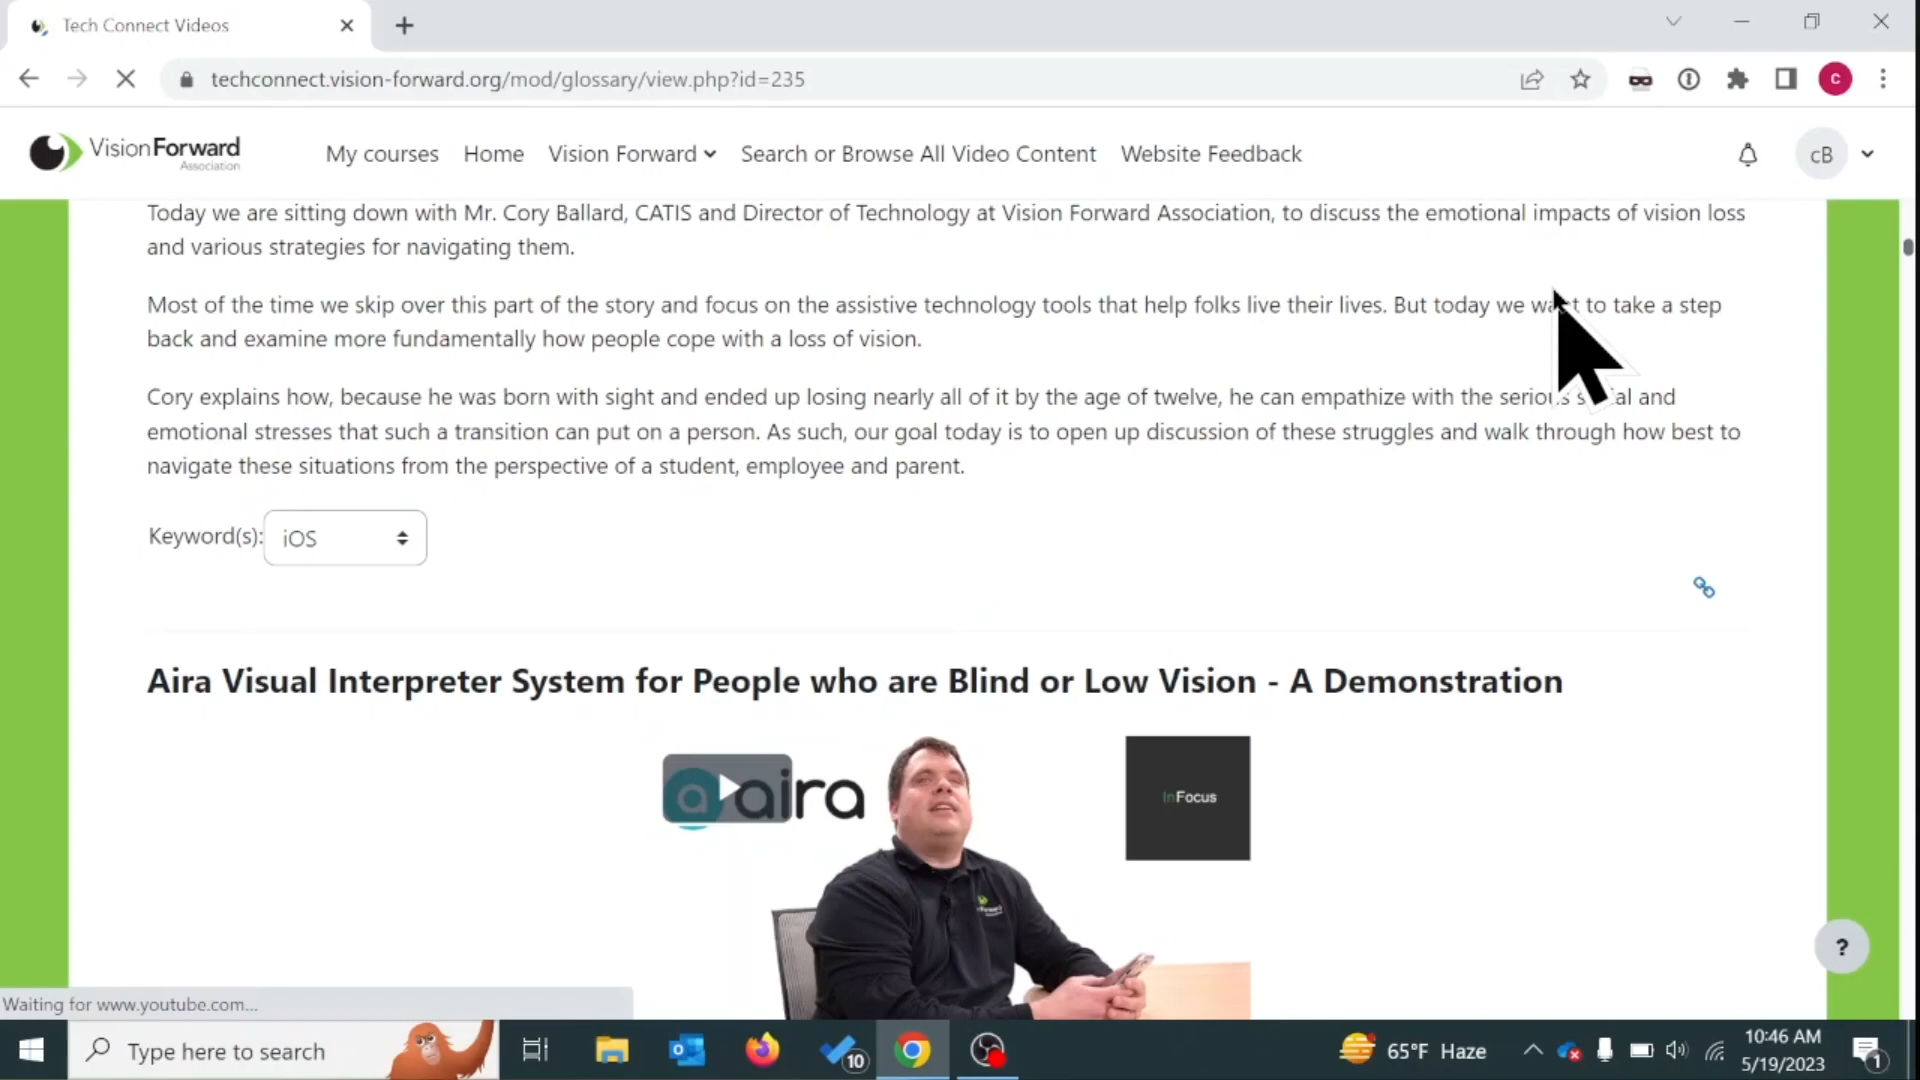 Tech Connect Videos
techconnect.vision-forward.org/mod/glossary/view.php?id=235
C
VisionForward
Association
My courses
Home
Vision Forward
Search or Browse All Video Content
Website Feedback
cB
Today we are sitting down with Mr. Cory Ballard, CATIS and Director of Technology at Vision Forward Association, to discuss the emotional impacts of vision loss
and various strategies for navigating them.
Most of the time we skip over this part of the story and focus on the assistive technology tools that help folks live their lives. But today we want to take a step
back and examine more fundamentally how people cope with a loss of vision.
Cory explains how, because he was born with sight and ended up losing nearly all of it by the age of twelve, he can empathize with the serious and
emotional stresses that such a transition can put on a person. As such, our goal today is to open up discussion of these struggles and walk through how best to
navigate these situations from the perspective of a student, employee and parent.
Keyword(s): iOS
Aira Visual Interpreter System for People who are Blind or Low Vision - A Demonstration
a aira
InFocus
?
Waiting for www.youtube.com...
Type here to search
10
65°F Haze
10:46 AM
5/19/2023
1